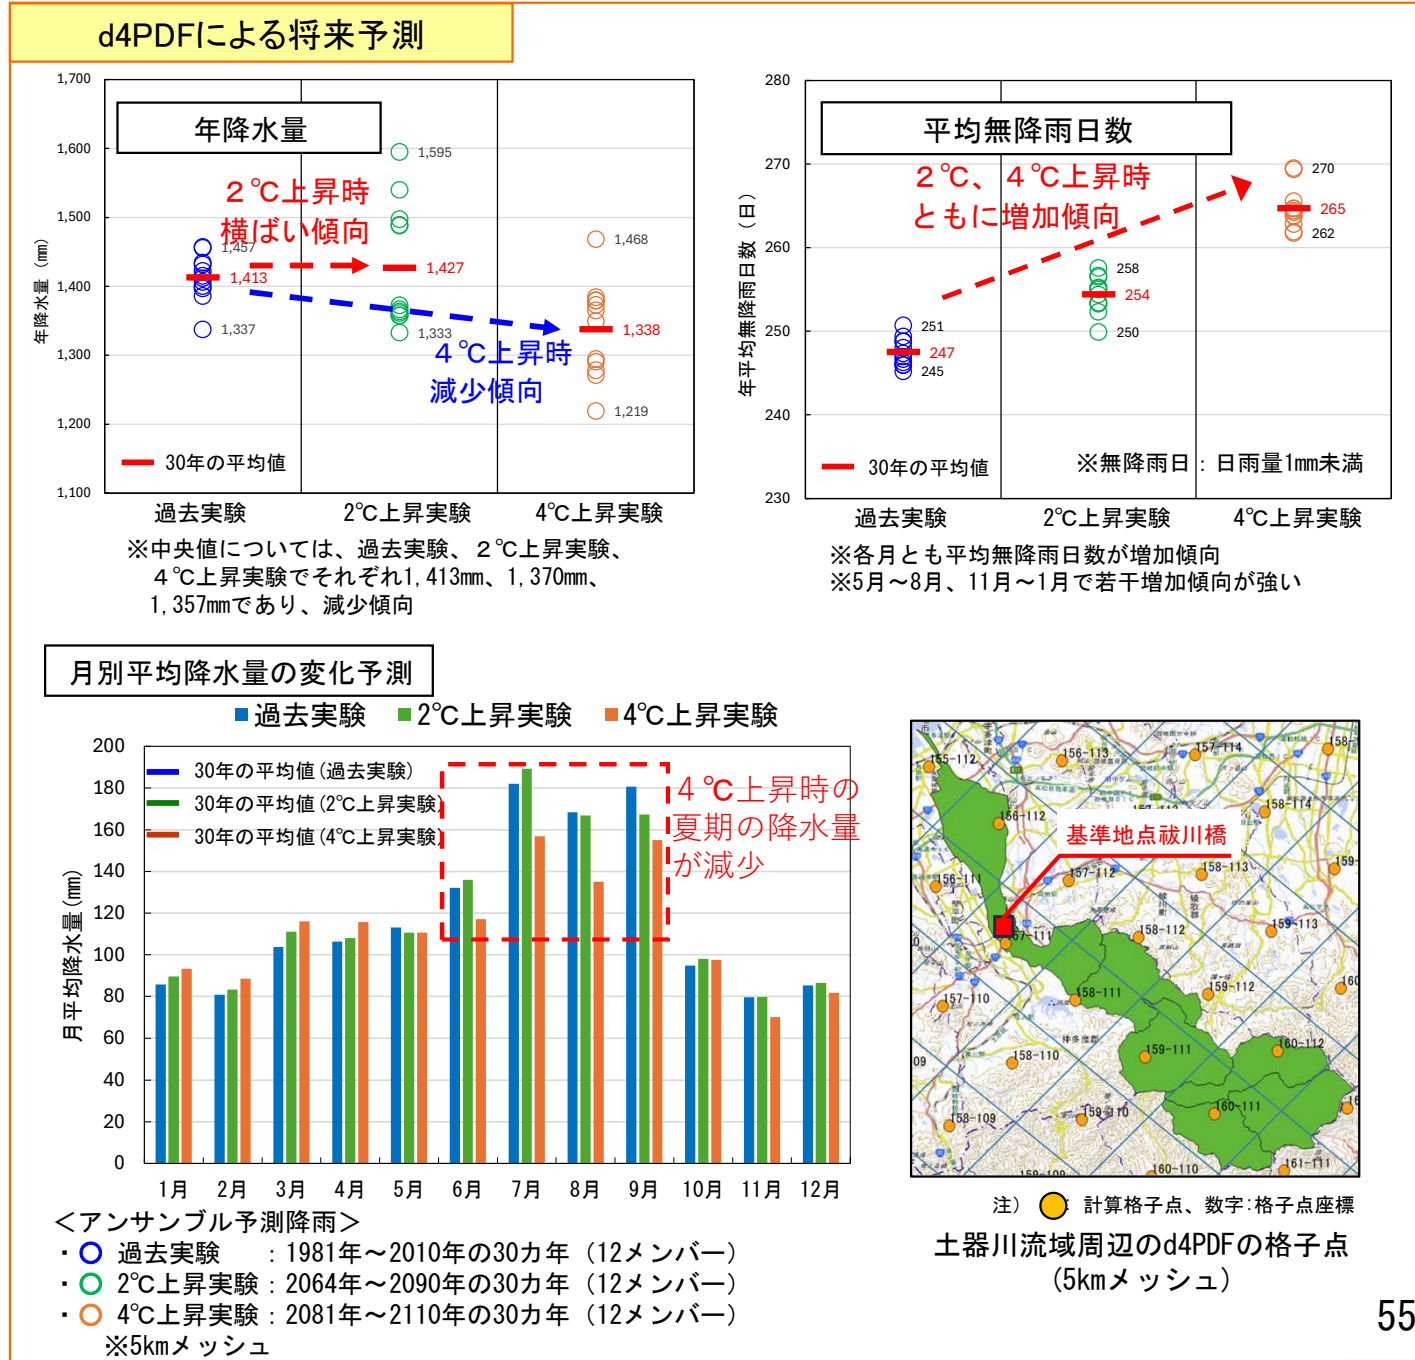 d4PDFによる将来予測
年降水量
1,700
1,600
1,500
1,400
1,300
1,200
1,100
年降水量 (㎜)
２℃上昇時
横ばい傾向
４℃上昇時
減少傾向
1,457
1,413
1,337
1,595
1,427
1,333
1,468
1,338
1,219
30年の平均値
過去実験
2℃上昇実験
4℃上昇実験
※中央値については、過去実験、２℃上昇実験、
４℃上昇実験でそれぞれ1,413mm、1,370mm、
1,357mmであり、減少傾向
平均無降雨日数
280
270
260
250
240
230
年平均無降雨日数（日）
２℃、４℃上昇時
ともに増加傾向
251
247
245
258
254
250
270
265
262
30年の平均値
※無降雨日：日雨量1mm未満
過去実験
2℃上昇実験
4℃上昇実験
※各月とも平均無降雨日数が増加傾向
※5月～8月、11月～1月で若干増加傾向が強い
月別平均降水量の変化予測
過去実験 2℃上昇実験 4℃上昇実験
200
180
160
140
120
100
80
60
40
20
0
月平均降水量(㎜)
30年の平均値(過去実験)
30年の平均値(2℃上昇実験)
30年の平均値(4℃上昇実験)
４℃上昇時の
夏期の降水量
が減少
1月 2月 3月 4月 5月 6月 7月 8月 9月 10月 11月 12月
＜アンサンブル予測降雨＞
・ 過去実験 ：1981年～2010年の30カ年（12メンバー）
・ 2℃上昇実験：2064年～2090年の30カ年（12メンバー）
・ 4℃上昇実験：2081年～2110年の30カ年（12メンバー）
※5kmメッシュ
基準地点祓川橋
155-112
156-113
157-114
158-114
156-112
156-111
157-112
158-113
157-111
158-112
159-113
157-110
158-111
159-112
158-110
159-111
160-112
158-109
159-110
160-111
160-110
161-111
仲多度郡
注） ：計算格子点、数字：格子点座標
土器川流域周辺のd4PDFの格子点
(5kmメッシュ)
55